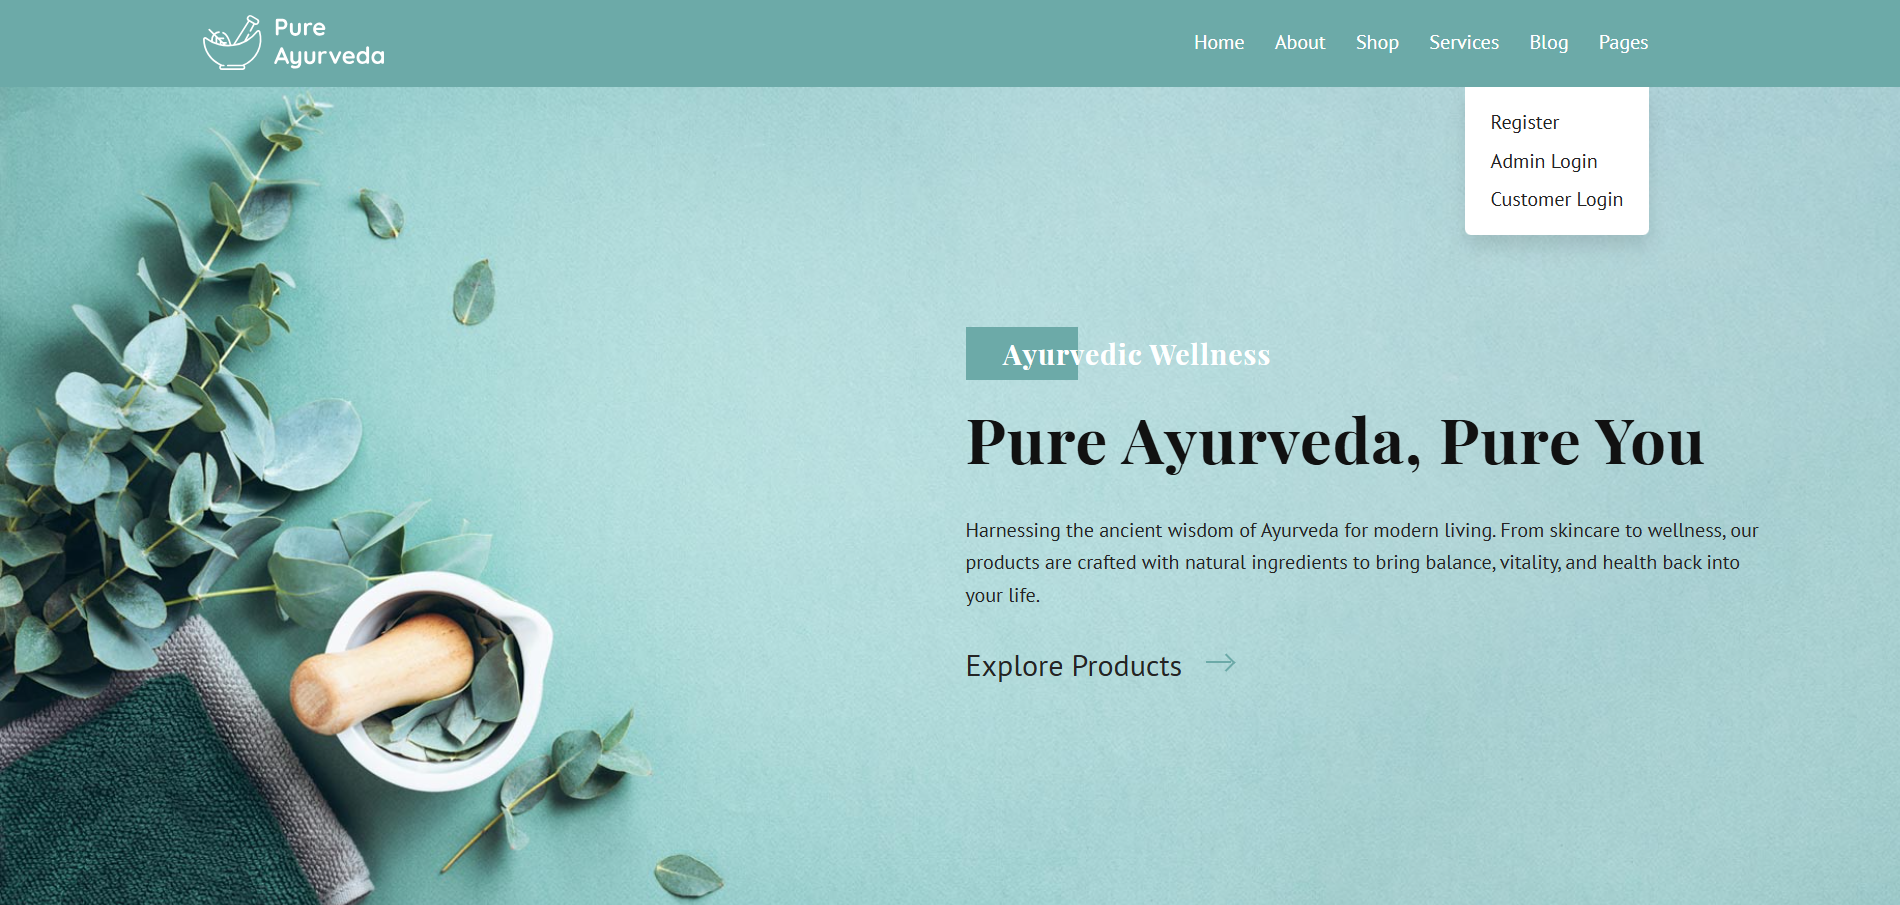 Pure
Ayurveda
Home About Shop Services Blog Pages
Register
Admin Login
Customer Login
Ayurvedic Wellness
Pure Ayurveda, Pure You
Harnessing the ancient wisdom of Ayurveda for modern living. From skincare to wellness, our
products are crafted with natural ingredients to bring balance, vitality, and health back into
your life.
Explore Products